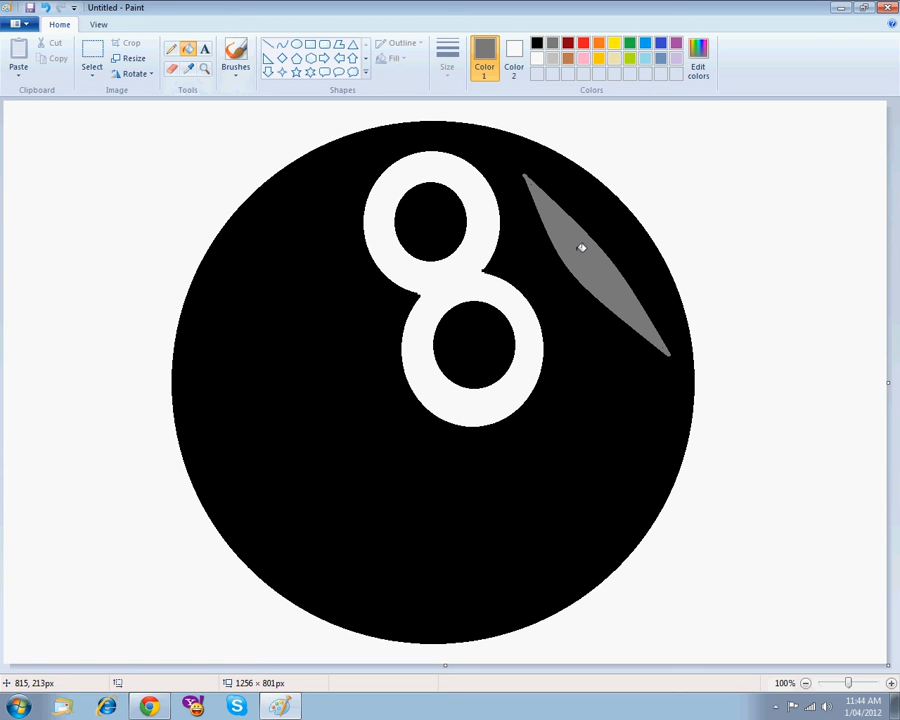 Untitled - Paint
Home
View
Paste
Cut
Copy
Clipboard
Select
Crop
Resize
Rotate
Image
A
Tools
Brushes
Shapes
Outline
Fill
Size
Color 1
Color 2
Edit colors
Colors
8
815, 213px
1256 × 801px
100%
11:44 AM
1/04/2012